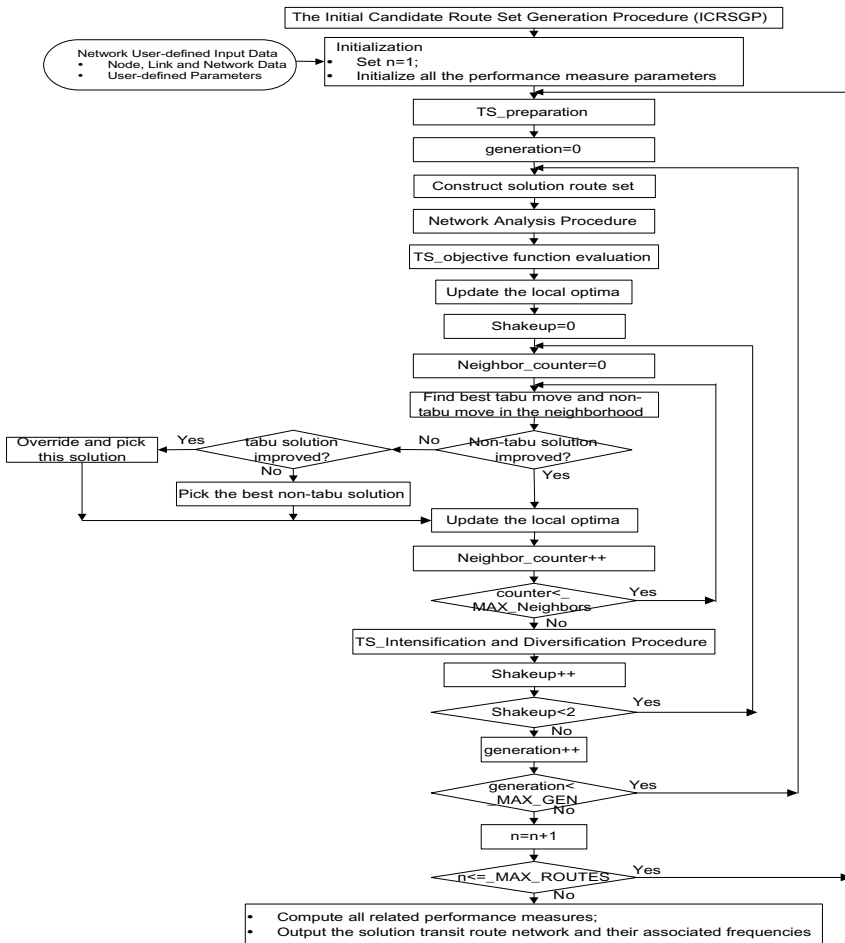 The Initial Candidate Route Set Generation Procedure (ICRSGP)
Network User-defined Input Data
• Node, Link and Network Data
• User-defined Parameters
Initialization
• Set n=1;
• Initialize all the performance measure parameters
TS_preparation
generation=0
Construct solution route set
Network Analysis Procedure
TS_objective function evaluation
Update the local optima
Shakeup=0
Neighbor_counter=0
Find best tabu move and non-
tabu move in the neighborhood
Non-tabu solution
improved?
No
Yes
tabu solution
improved?
Yes
No
Override and pick
this solution
Pick the best non-tabu solution
Update the local optima
Neighbor_counter++
counter<_
MAX_Neighbors
Yes
No
TS_Intensification and Diversification Procedure
Shakeup++
Shakeup<2
Yes
No
generation++
generation<
_MAX_GEN
Yes
No
n=n+1
n<=_MAX_ROUTES
Yes
No
• Compute all related performance measures;
• Output the solution transit route network and their associated frequencies